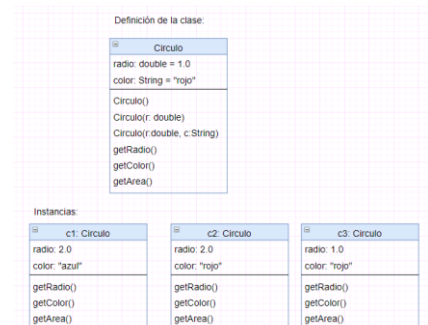 Definición de la clase:
Circulo
radio: double = 1.0
color: String = "rojo"
Circulo()
Circulo(r: double)
Circulo(r:double, c:String)
getRadio()
getColor()
getArea()
Instancias:
c1: Circulo
radio: 2.0
color: "azul"
getRadio()
getColor()
getArea()
c2: Circulo
radio: 2.0
color: "rojo"
getRadio()
getColor()
getArea()
c3: Circulo
radio: 1.0
color: "rojo"
getRadio()
getColor()
getArea()